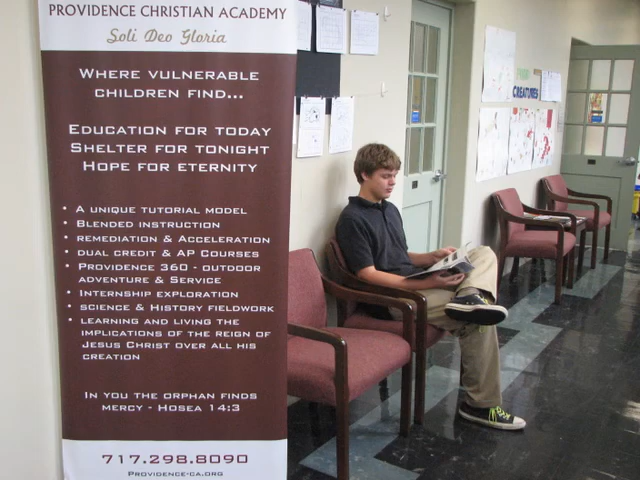 PROVIDENCE CHRISTIAN ACADEMY
Soli Deo Gloria
WHERE VULNERABLE
CHILDREN FIND...
EDUCATION FOR TODAY
SHELTER FOR TONIGHT
HOPE FOR ETERNITY
• A UNIQUE TUTORIAL MODEL
• BLENDED INSTRUCTION
• REMEDIATION & ACCELERATION
• DUAL CREDIT & AP COURSES
• PROVIDENCE 360 - OUTDOOR
ADVENTURE & SERVICE
• INTERNSHIP EXPLORATION
• SCIENCE & HISTORY FIELDWORK
• LEARNING AND LIVING THE
IMPLICATIONS OF THE REIGN OF
JESUS CHRIST OVER ALL HIS
CREATION
IN YOU THE ORPHAN FINDS
MERCY - HOSEA 14:3
717.298.8090
PROVIDENCE-CA.ORG
CREATURES